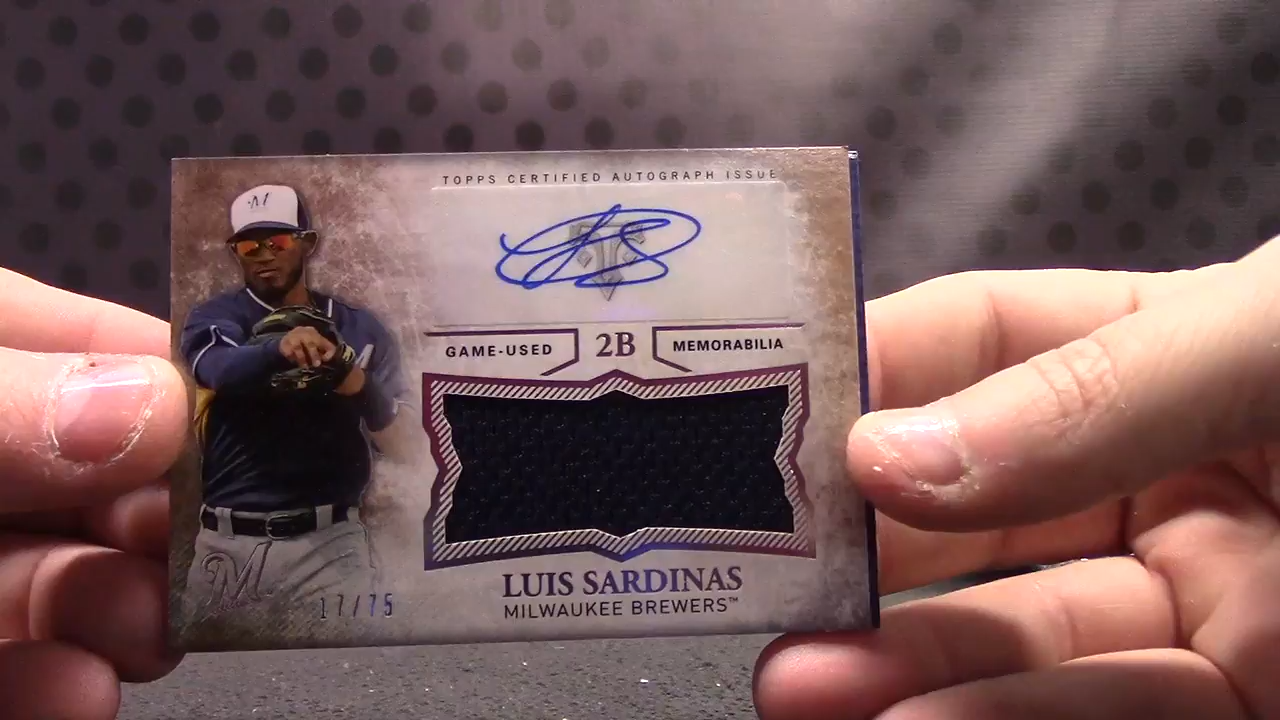 TOPPS CERTIFIED AUTOGRAPH ISSUE
GAME-USED 2B MEMORABILIA
LUIS SARDINAS
MILWAUKEE BREWERS™
17/75
M
M